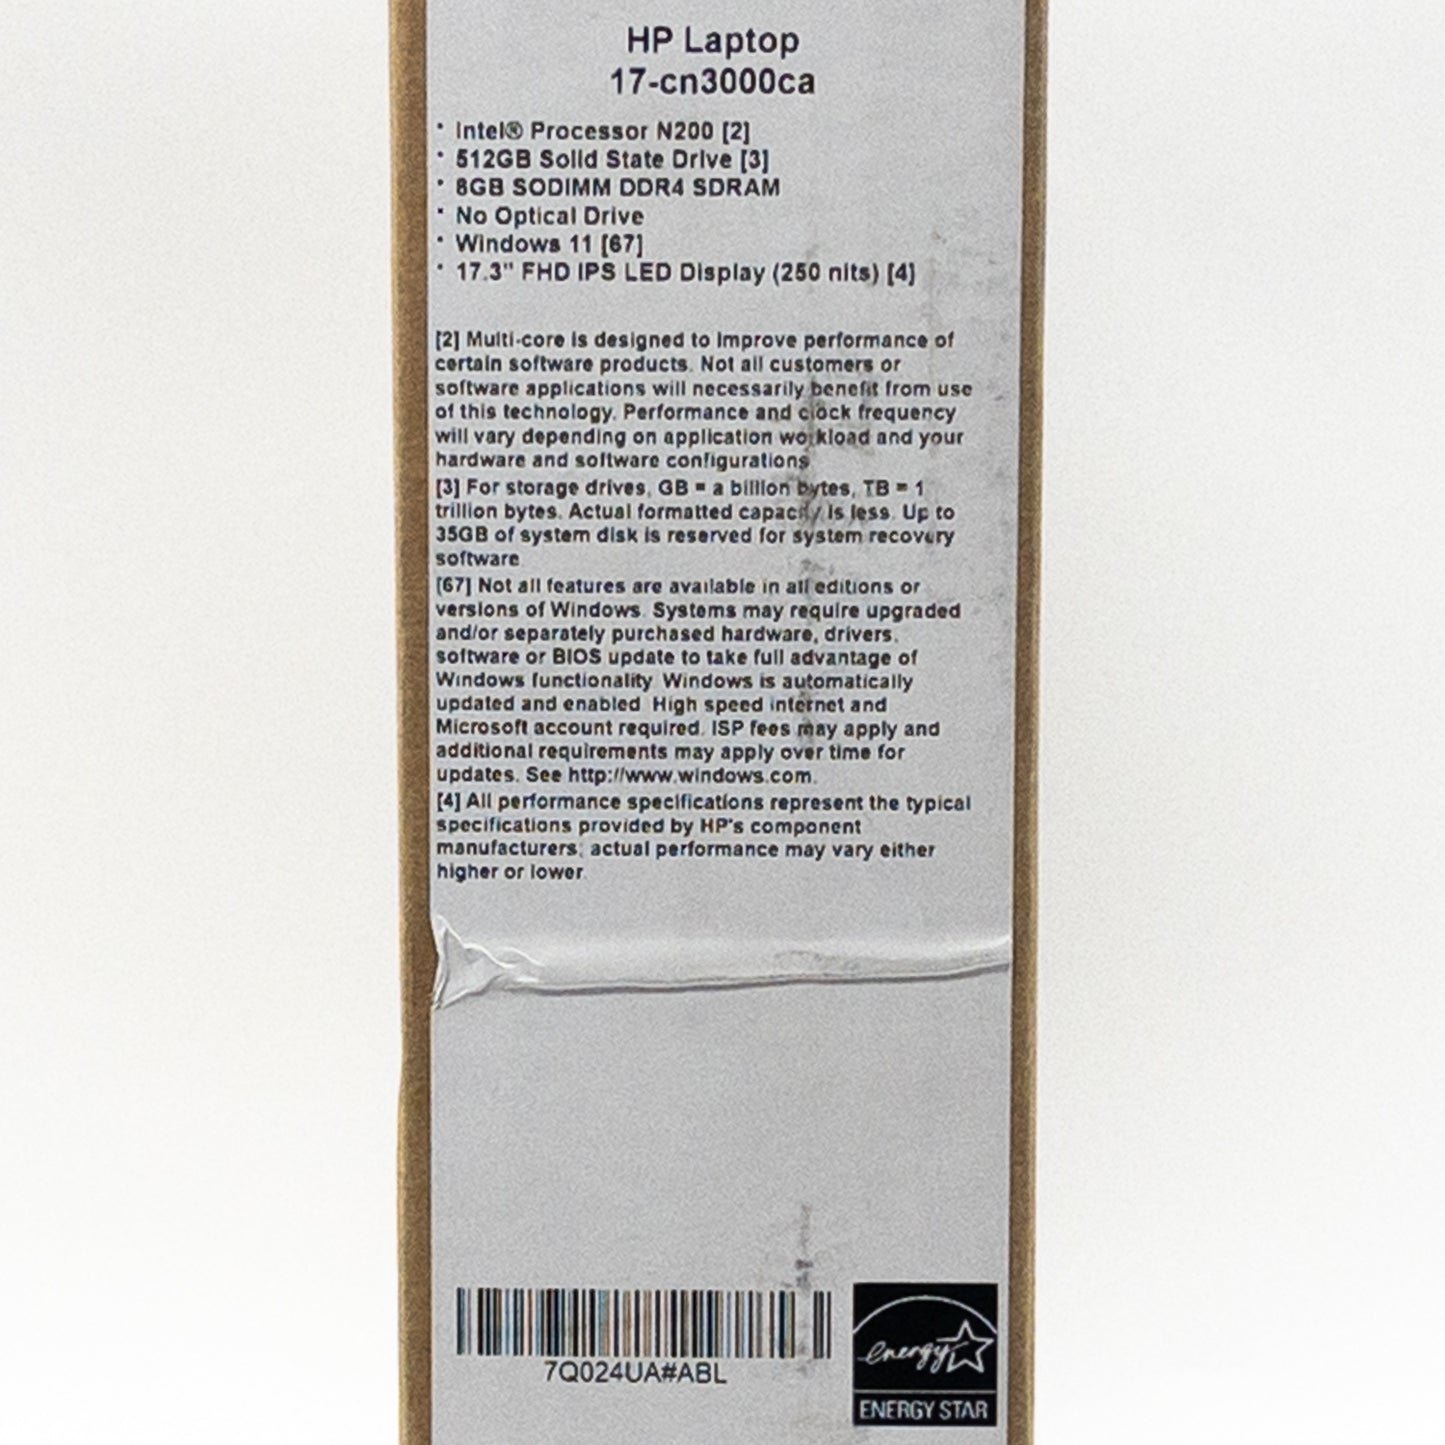 HP Laptop
17-cn3000ca
· Intel® Processor N200 [2]
· 512GB Solid State Drive [3]
· 8GB SODIMM DDR4 SDRAM
· No Optical Drive
· Windows 11 [67]
· 17.3" FHD IPS LED Display (250 nits) [4]
[2] Multi-core is designed to improve performance of
certain software products. Not all customers or
software applications will necessarily benefit from use
of this technology. Performance and clock frequency
will vary depending on application workload and your
hardware and software configurations
[3] For storage drives, GB = a billion bytes, TB = 1
trillion bytes. Actual formatted capacity is less. Up to
35GB of system disk is reserved for system recovery
software
[67] Not all features are available in all editions or
versions of Windows. Systems may require upgraded
and/or separately purchased hardware, drivers,
software or BIOS update to take full advantage of
Windows functionality. Windows is automatically
updated and enabled. High speed internet and
Microsoft account required. ISP fees may apply and
additional requirements may apply over time for
updates. See http://www.windows.com.
[4] All performance specifications represent the typical
specifications provided by HP's component
manufacturers; actual performance may vary either
higher or lower.
7Q024UA#ABL
energy
ENERGY STAR